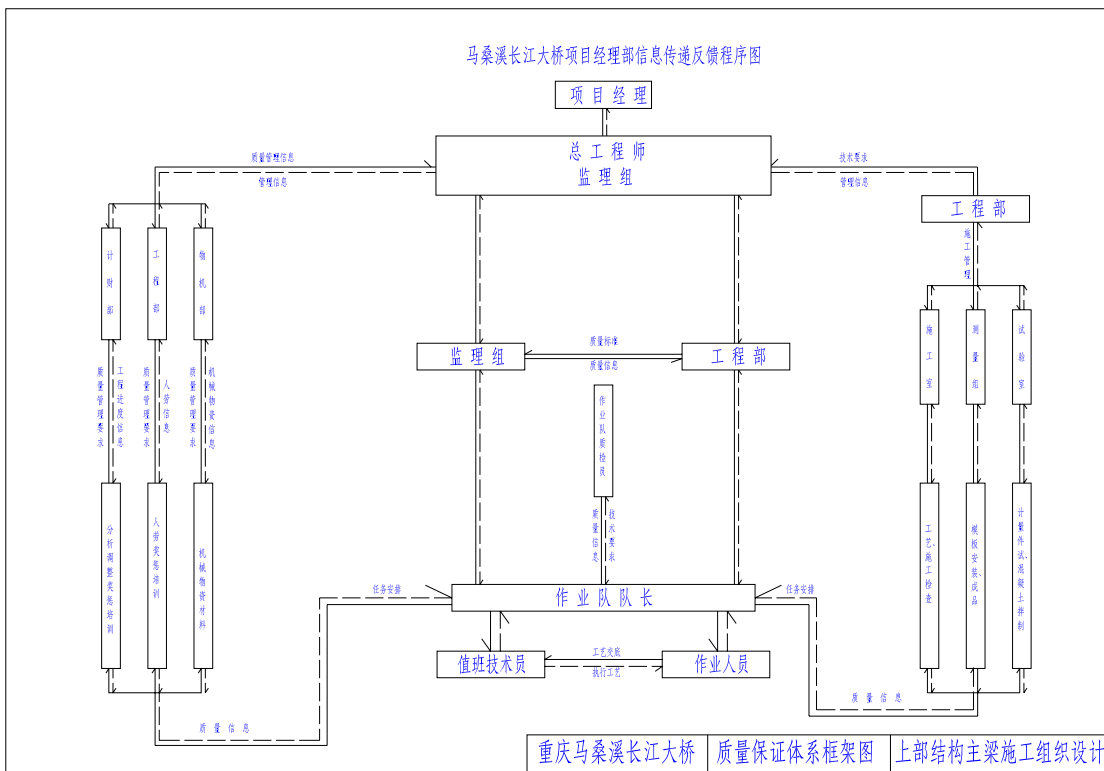 马桑溪长江大桥项目经理部信息传递反馈程序图
项目经理
总工程师
监理组
质量管理信息
管理信息
技术要求
管理信息
工程部
施工管理
计财部
工程部
物机部
施工室
测量组
试验室
监理组
质量标准
质量信息
工程部
质量管理要求
工程进度信息
质量管理要求
人劳信息
质量管理要求
机械物资信息
作业队质检员
质量信息
技术要求
分析调整奖惩培训
人劳奖惩培训
机械物资材料
工艺、施工检查
模板安装、成品
计量件试、混凝土拌制
任务安排
作业队队长
任务安排
值班技术员
工艺交底
执行工艺
作业人员
质量信息
质量信息
重庆马桑溪长江大桥
质量保证体系框架图
上部结构主梁施工组织设计